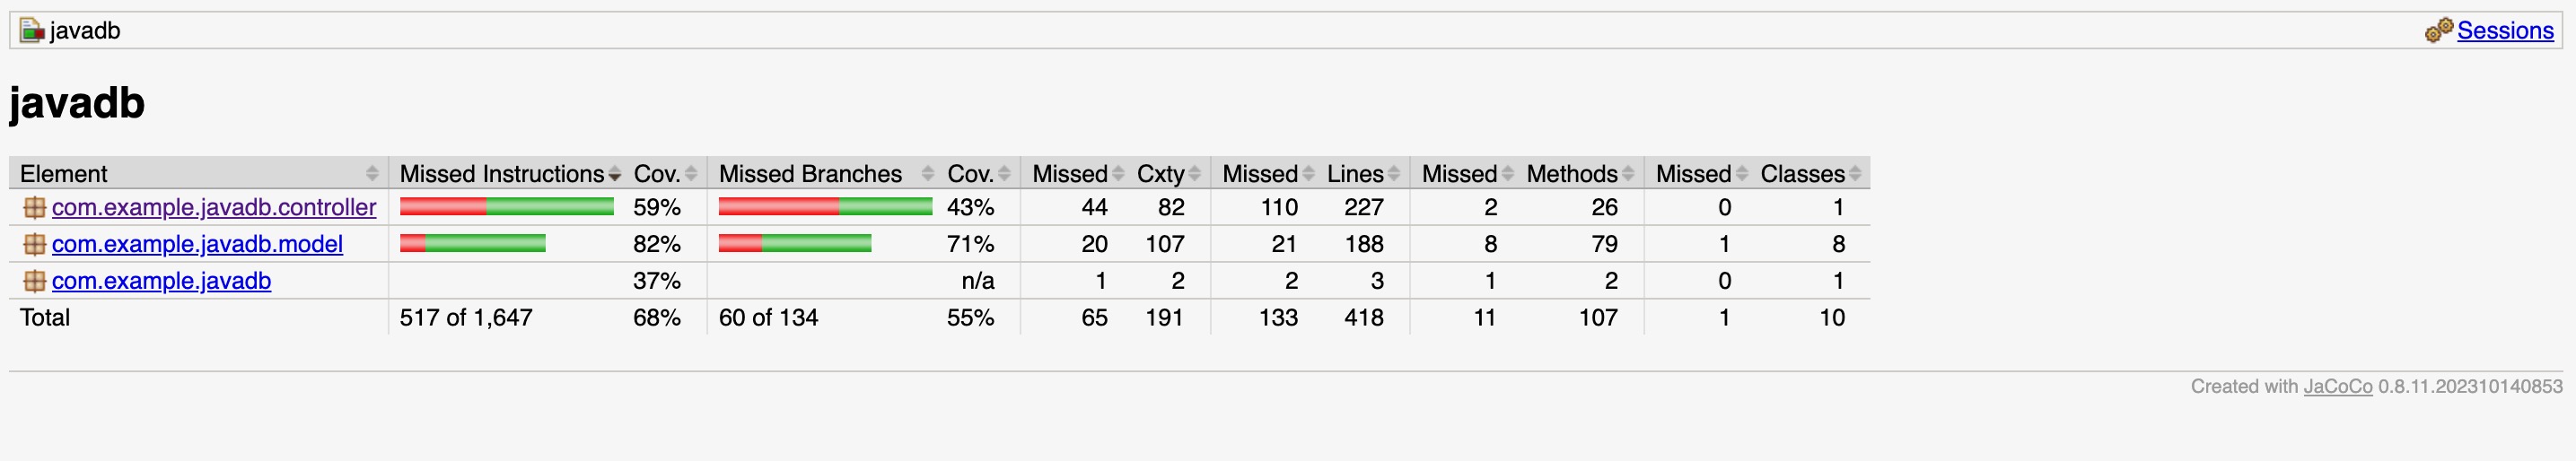 javadb Sessions
javadb
Element Missed Instructions Cov. Missed Branches Cov. Missed Cxty Missed Lines Missed Methods Missed Classes
com.example.javadb.controller 59% 43% 44 82 110 227 2 26 0 1
com.example.javadb.model 82% 71% 20 107 21 188 8 79 1 8
com.example.javadb 37% n/a 1 2 2 3 1 2 0 1
Total 517 of 1,647 68% 60 of 134 55% 65 191 133 418 11 107 1 10
Created with JaCoCo 0.8.11.202310140853